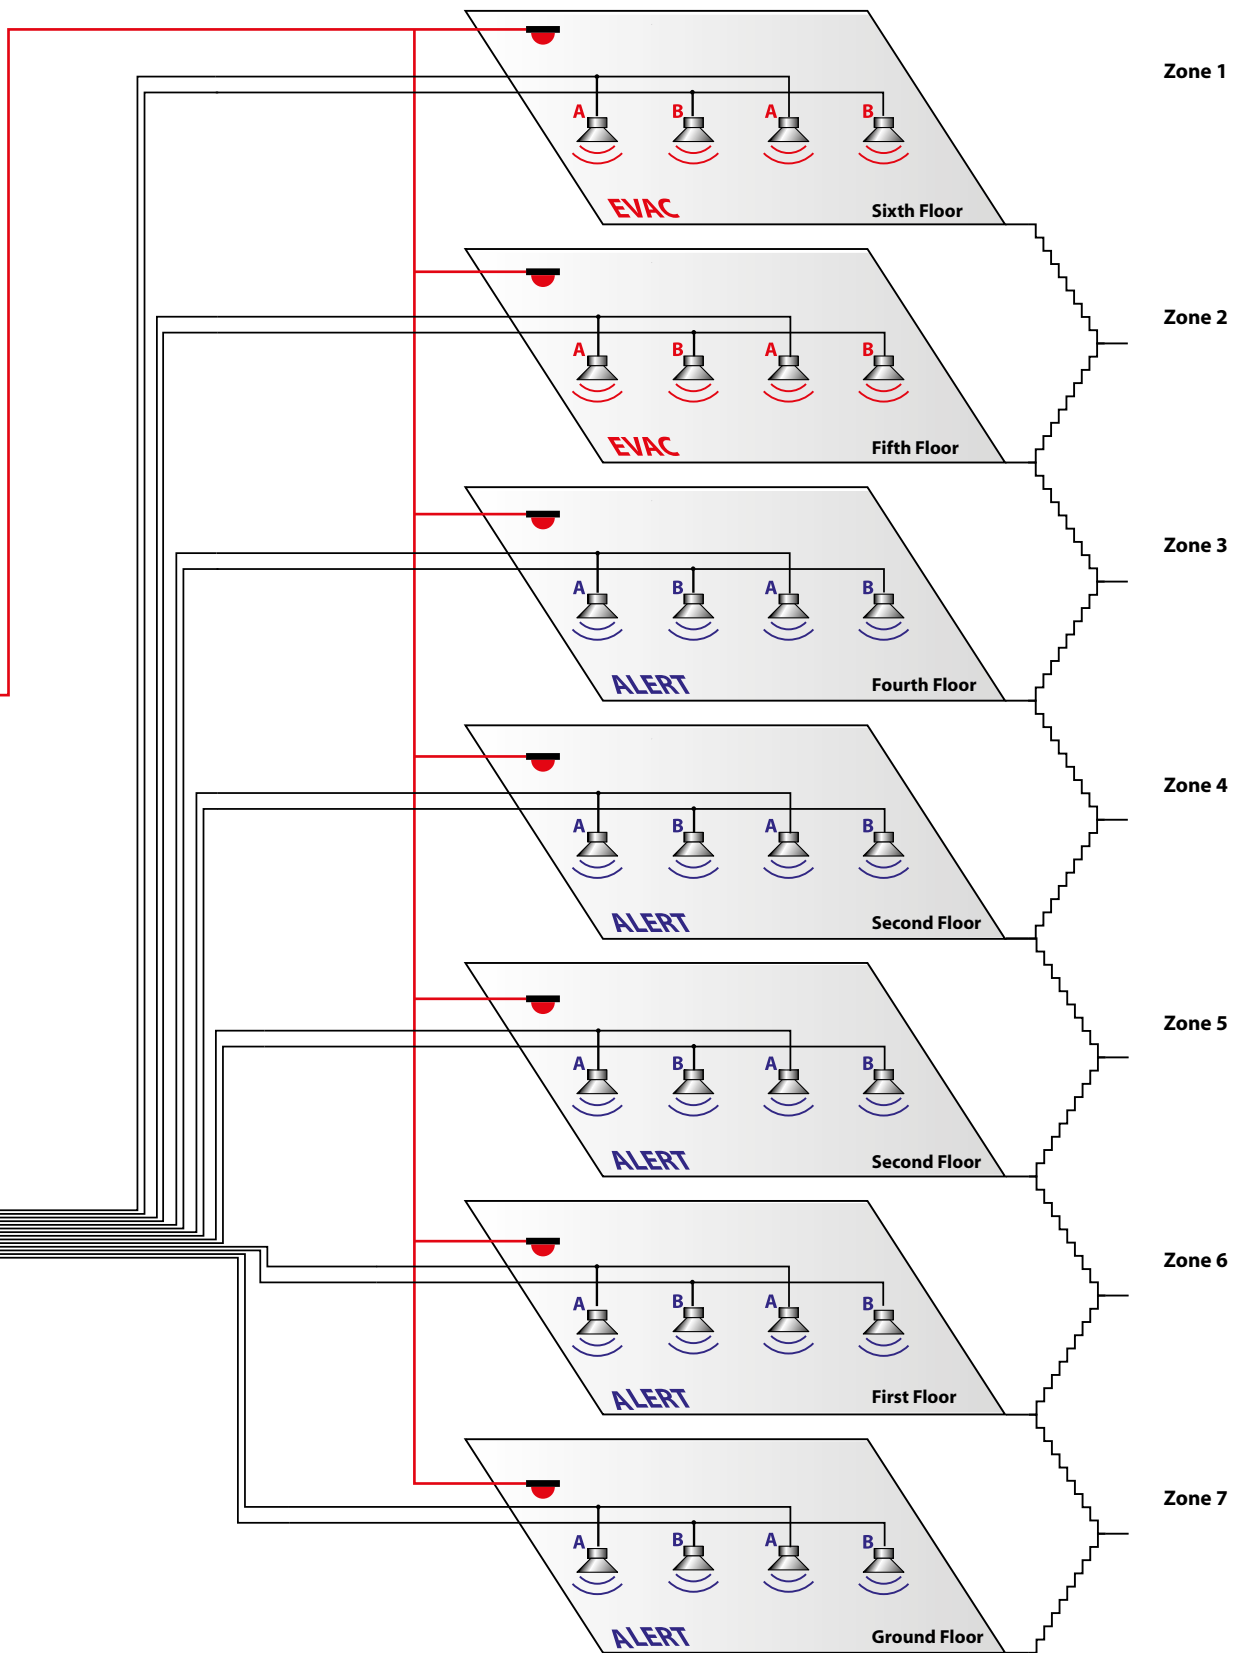 Zone 1
A B A B
EVAC
Sixth Floor
Zone 2
A B A B
EVAC
Fifth Floor
Zone 3
A B A B
ALERT
Fourth Floor
Zone 4
A B A B
ALERT
Second Floor
Zone 5
A B A B
ALERT
Second Floor
Zone 6
A B A B
ALERT
First Floor
Zone 7
A B A B
ALERT
Ground Floor